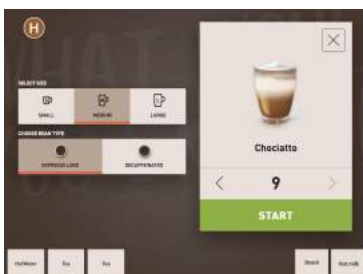 H
SELECT SIZE
SMALL
MEDIUM
LARGE
CHOOSE BEAN TYPE
ESPRESSO
DECAFFEINATED
Chociatto
9
START
Hot Water
Tea
Tea
Steam
Hot milk